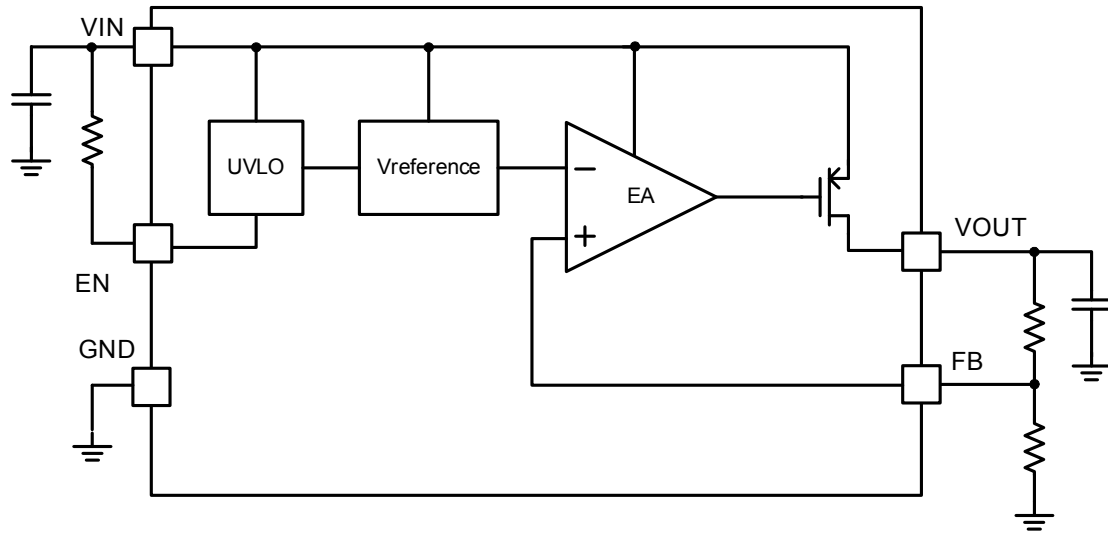 VIN
UVLO
Vreference
−
EA
+
VOUT
EN
GND
FB